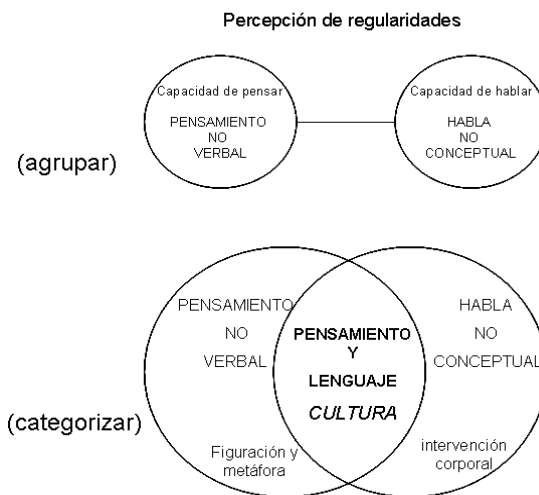 Percepción de regularidades
Capacidad de pensar
PENSAMIENTO
NO
VERBAL
Capacidad de hablar
HABLA
NO
CONCEPTUAL
(agrupar)
PENSAMIENTO
NO
VERBAL
PENSAMIENTO
Y
LENGUAJE
CULTURA
HABLA
NO
CONCEPTUAL
(categorizar)
Figuración y
metáfora
intervención
corporal